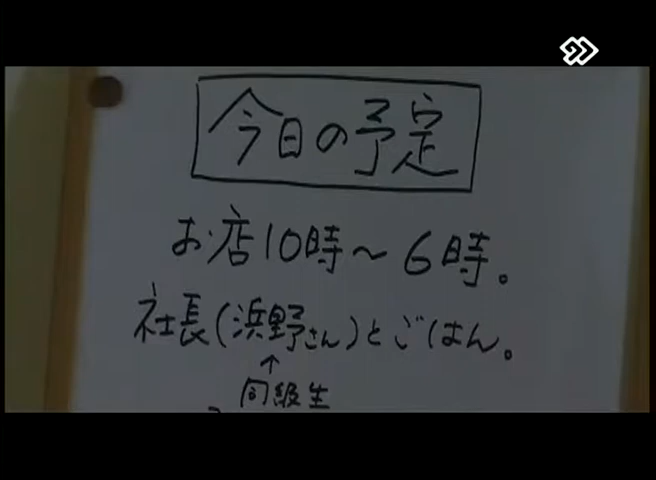 今日の予定
お店10時～6時。
社長(浜野さん)とごはん。
↑
同級生